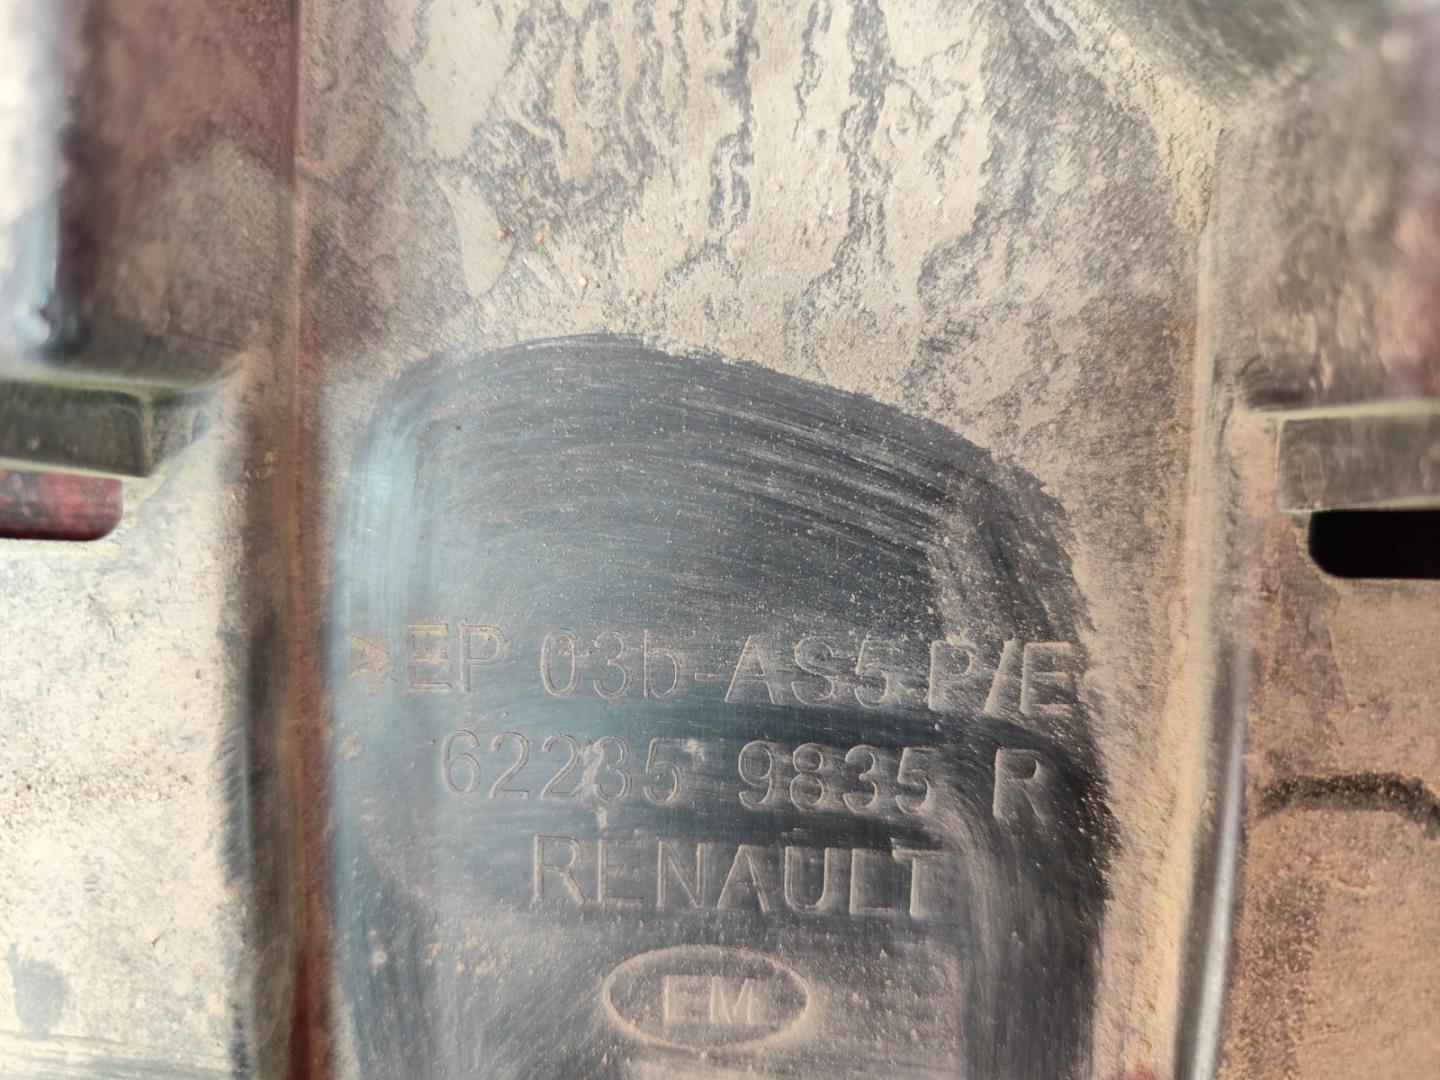 >EP 03b-AS5 P/E
62235 9835 R
RENAULT
EM